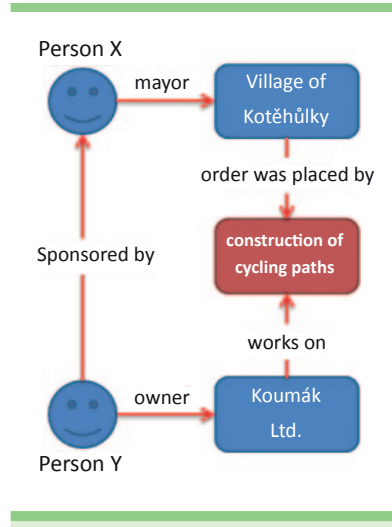 Person X
mayor
Village of
Kotěhůlky
order was placed by
construction of
cycling paths
Sponsored by
works on
owner
Koumák
Ltd.
Person Y